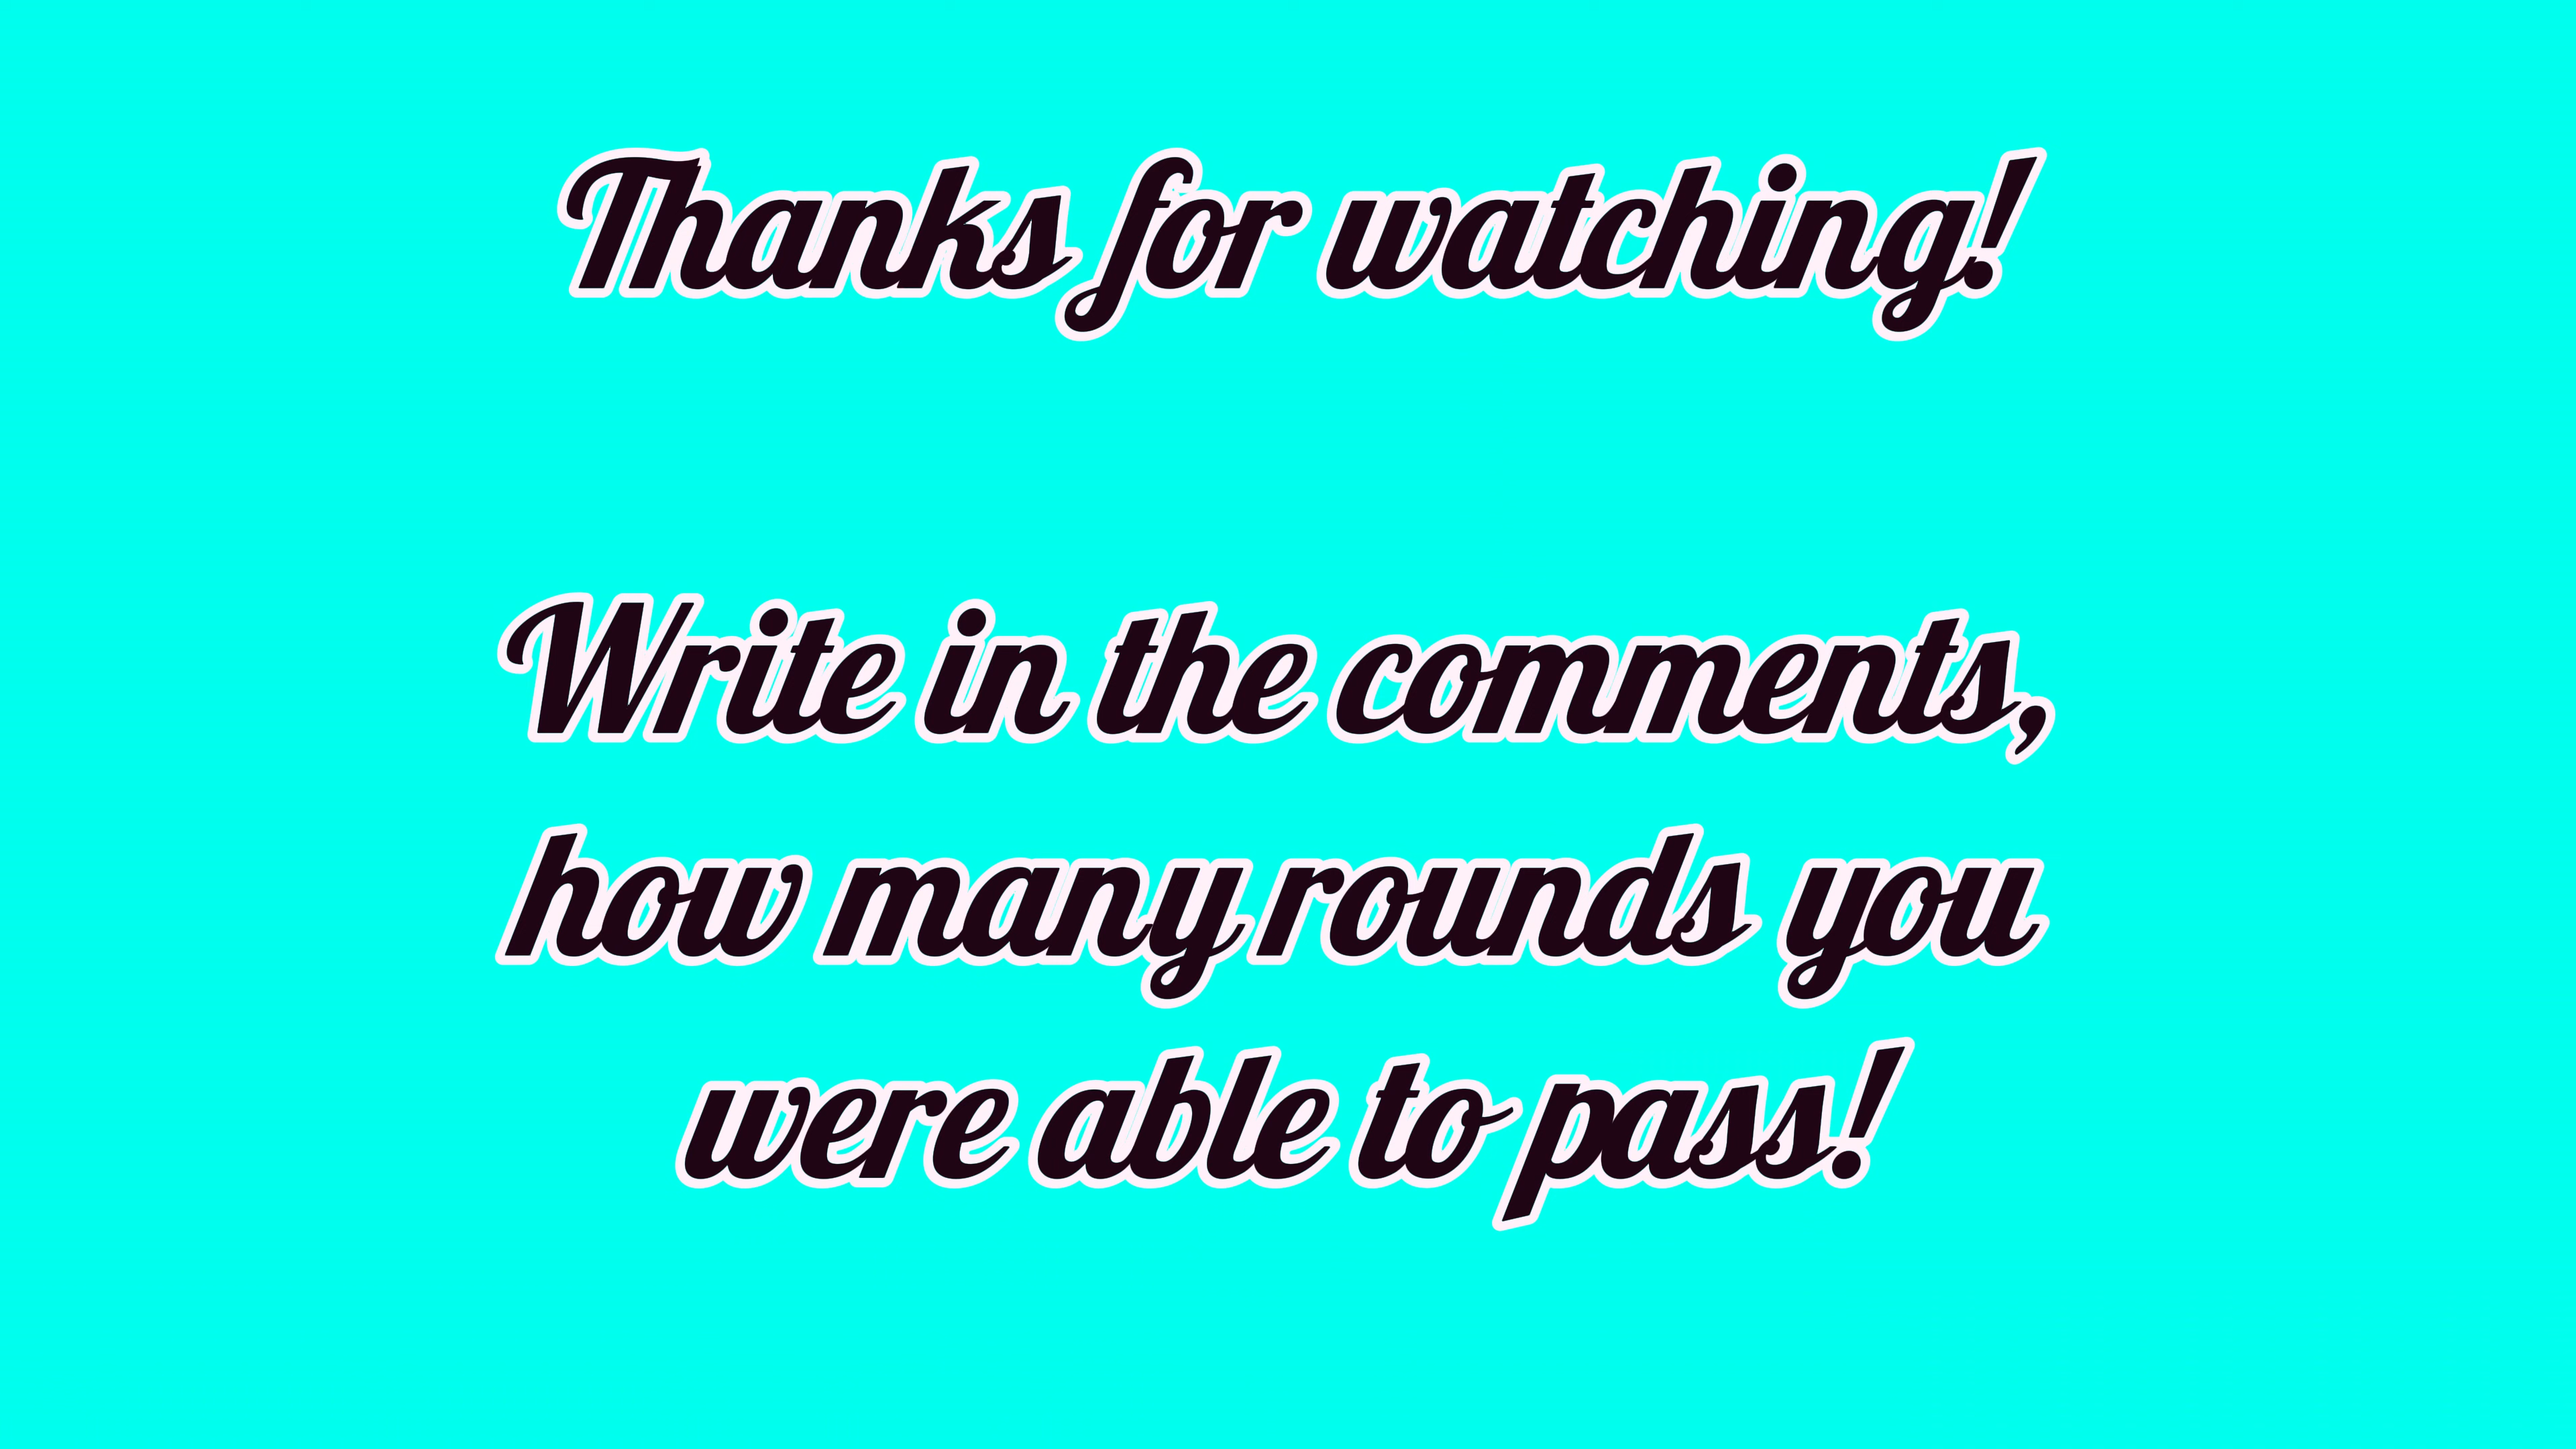 Thanks for watching!
Write in the comments,
how many rounds you
were able to pass!